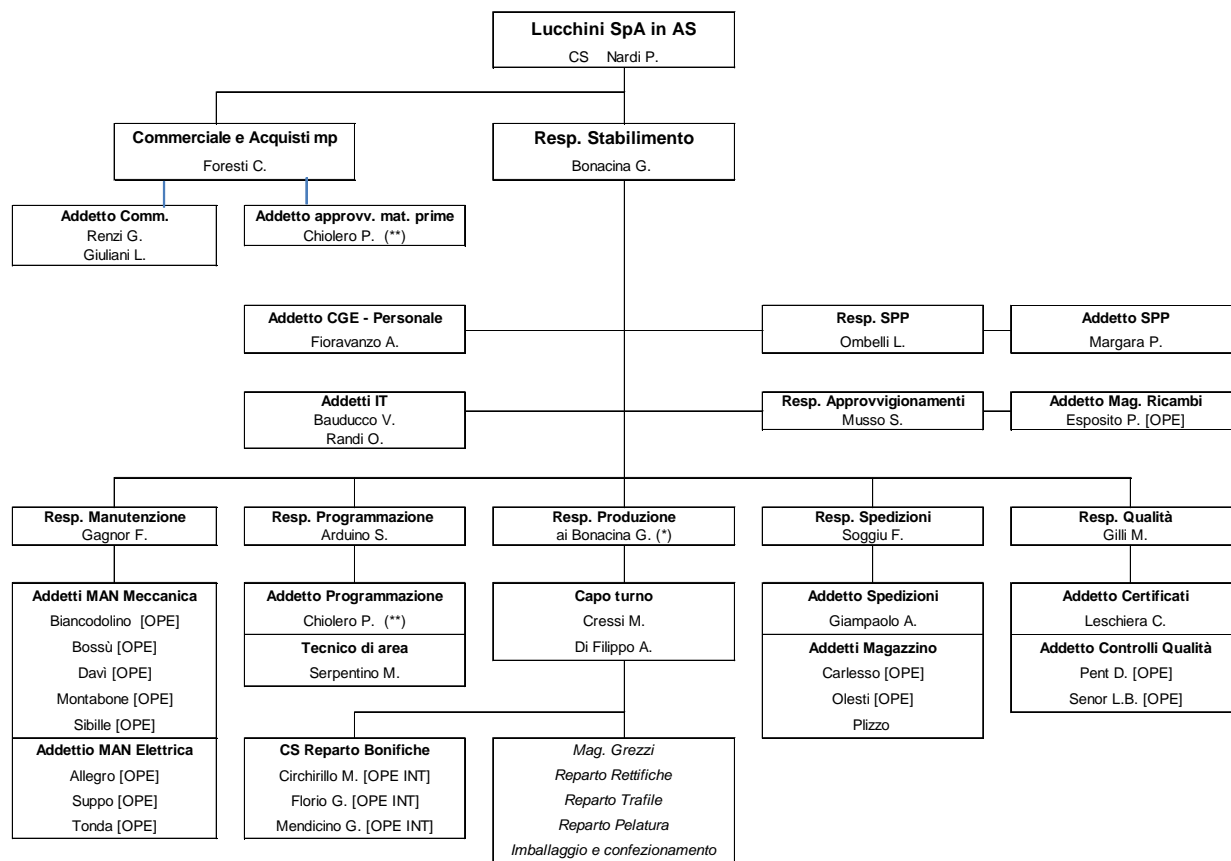 Lucchini SpA in AS
CS Nardi P.
Commerciale e Acquisti mp
Foresti C.
Resp. Stabilimento
Bonacina G.
Addetto Comm.
Renzi G.
Giuliani L.
Addetto approvv. mat. prime
Chiolero P. (**)
Addetto CGE - Personale
Fioravanzo A.
Resp. SPP
Ombelli L.
Addetto SPP
Margara P.
Addetti IT
Bauducco V.
Randi O.
Resp. Approvvigionamenti
Musso S.
Addetto Mag. Ricambi
Esposito P. [OPE]
Resp. Manutenzione
Gagnor F.
Resp. Programmazione
Arduino S.
Resp. Produzione
ai Bonacina G. (*)
Resp. Spedizioni
Soggiu F.
Resp. Qualità
Gilli M.
Addetti MAN Meccanica
Biancodolino [OPE]
Bossù [OPE]
Davì [OPE]
Montabone [OPE]
Sibille [OPE]
Addettio MAN Elettrica
Allegro [OPE]
Suppo [OPE]
Tonda [OPE]
Addetto Programmazione
Chiolero P. (**)
Tecnico di area
Serpentino M.
Capo turno
Cressi M.
Di Filippo A.
CS Reparto Bonifiche
Circhirillo M. [OPE INT]
Florio G. [OPE INT]
Mendicino G. [OPE INT]
Mag. Grezzi
Reparto Rettifiche
Reparto Trafile
Reparto Pelatura
Imballaggio e confezionamento
Addetto Spedizioni
Giampaolo A.
Addetti Magazzino
Carlesso [OPE]
Olesti [OPE]
Plizzo
Addetto Certificati
Leschiera C.
Addetto Controlli Qualità
Pent D. [OPE]
Senor L.B. [OPE]